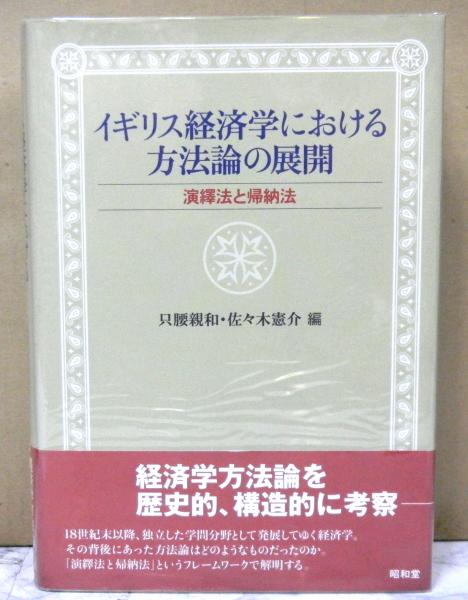 イギリス経済学における
方法論の展開
演繹法と帰納法
只腰親和・佐々木憲介 編
経済学方法論を
歴史的、構造的に考察──
18世紀末以降、独立した学問分野として発展してゆく経済学。
その背後にあった方法論はどのようなものだったのか。
「演繹法と帰納法」というフレームワークで解明する。
昭和堂